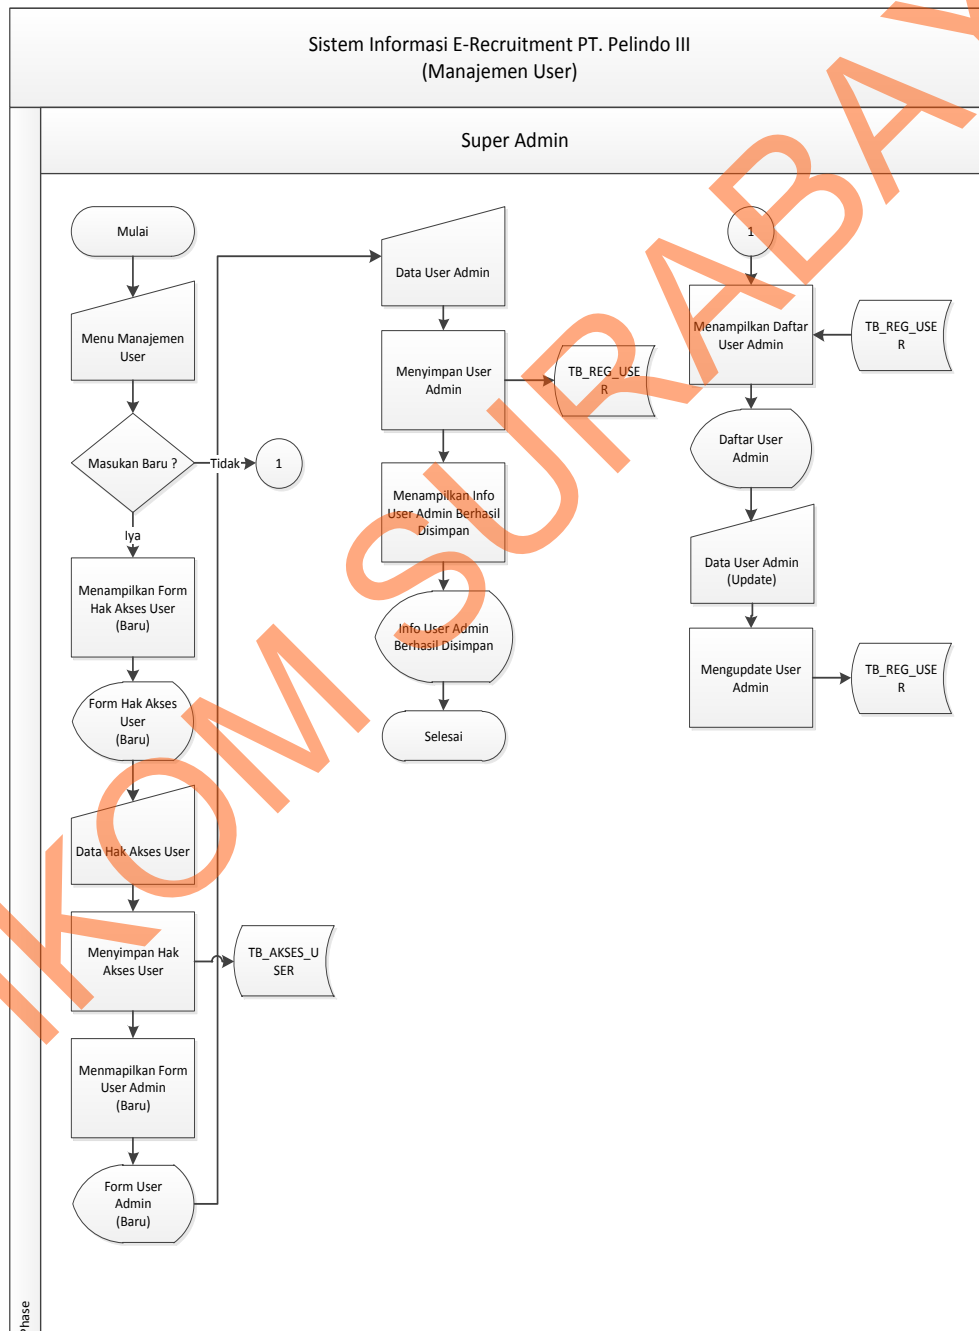 Sistem Informasi E-Recruitment PT. Pelindo III
(Manajemen User)
Super Admin
Mulai
Menu Manajemen
User
Masukan Baru ?
Tidak
1
Iya
Menampilkan Form
Hak Akses User
(Baru)
Form Hak Akses
User
(Baru)
Data Hak Akses User
Menyimpan Hak
Akses User
TB_AKSES_U
SER
Menmapilkan Form
User Admin
(Baru)
Form User
Admin
(Baru)
Data User Admin
Menyimpan User
Admin
TB_REG_USE
R
Menampilkan Info
User Admin Berhasil
Disimpan
Info User Admin
Berhasil Disimpan
Selesai
1
Menampilkan Daftar
User Admin
TB_REG_USE
R
Daftar User
Admin
Data User Admin
(Update)
Mengupdate User
Admin
TB_REG_USE
R
Phase
IKOM SURABAY